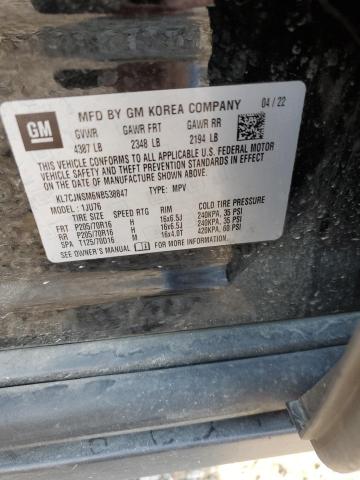 GM
MFD BY GM KOREA COMPANY 04/22
GVWR GAWR FRT GAWR RR
4387 LB 2348 LB 2194 LB
THIS VEHICLE CONFORMS TO ALL APPLICABLE U.S. FEDERAL MOTOR
VEHICLE SAFETY AND THEFT PREVENTION STANDARDS IN EFFECT
ON THE DATE OF MANUFACTURE SHOWN ABOVE.
KL7CJNSM6NB538847 TYPE: MPV
MODEL: 1JU76
TIRE SIZE SPEED RTG RIM COLD TIRE PRESSURE
FRT P205/70R16 H 16x6.5J 240KPA, 35 PSI
RR P205/70R16 H 16x6.5J 240KPA, 35 PSI
SPA T125/70D16 M 16x4.0T 420KPA, 60 PSI
SEE OWNER'S MANUAL FOR ADDITIONAL INFORMATION.